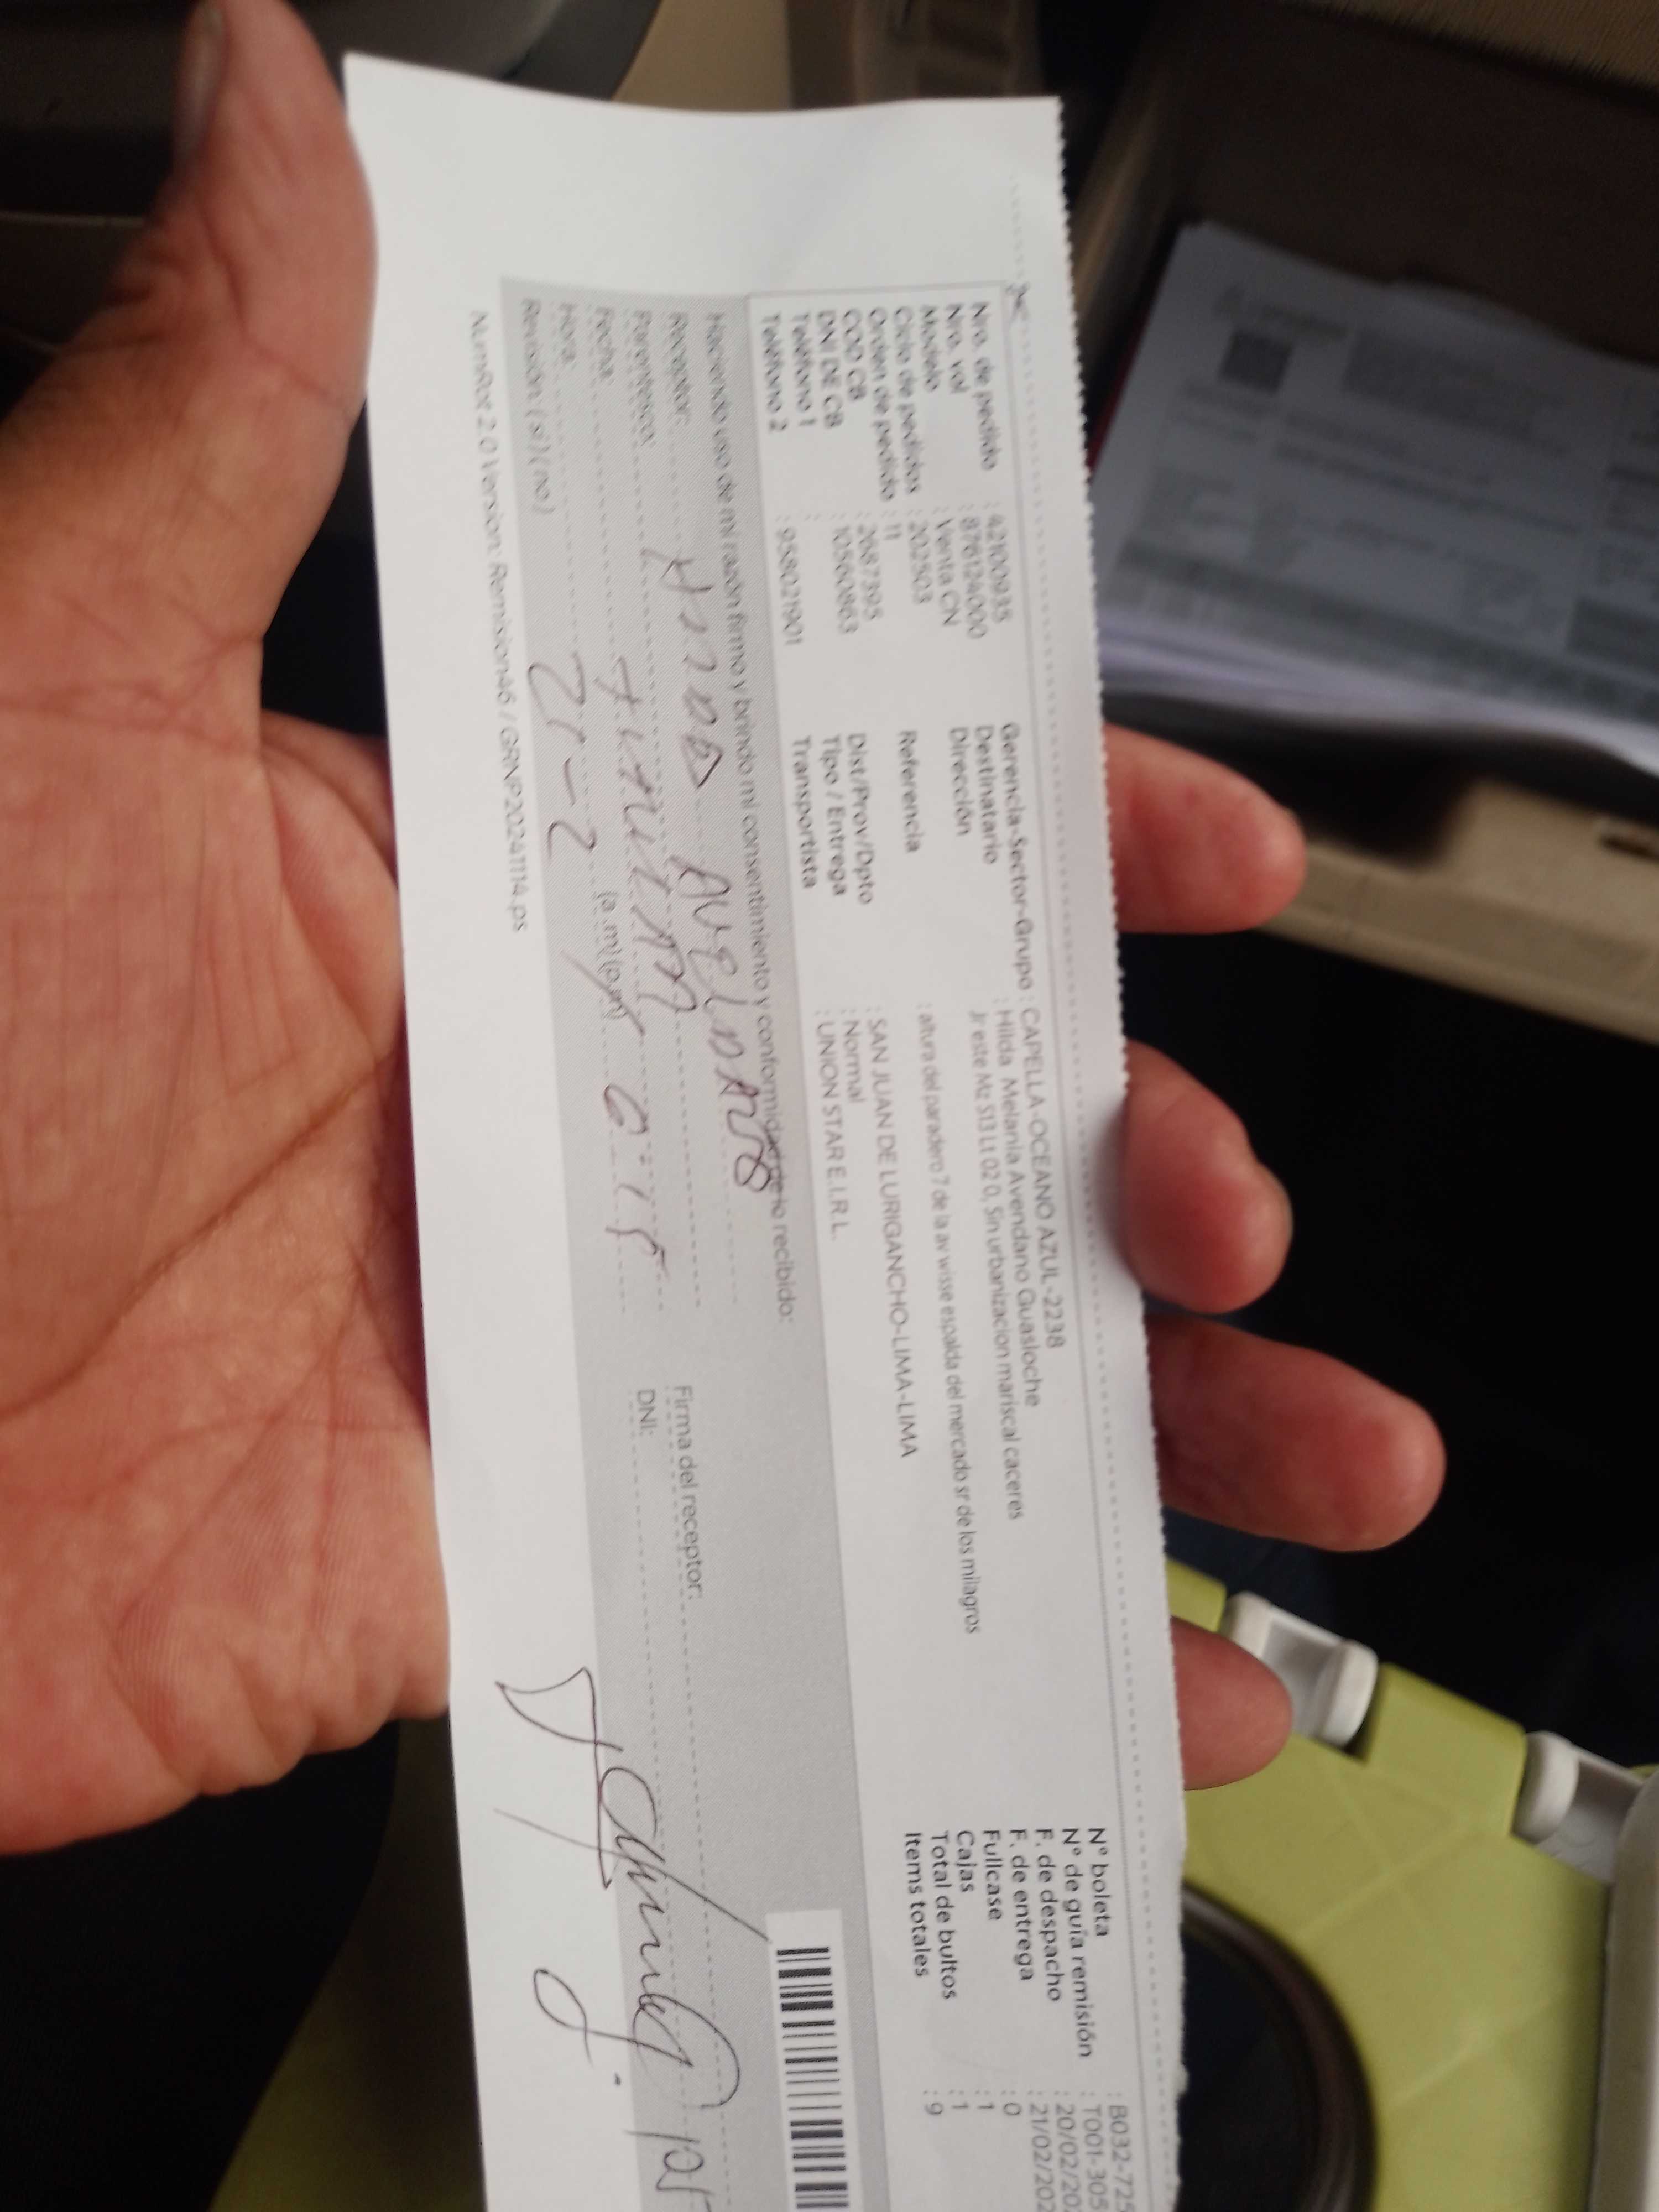 Nro. de pedido : 42100935
Nro. vol : 876124000
Modelo : Venta CN
Ciclo de pedidos : 202503
Orden de pedido : 11
COD CB : 2687395
DNI DE CB : 10560863
Teléfono 1 :
Teléfono 2 : 958021901
Gerencia-Sector-Grupo : CAPELLA-OCEANO AZUL-2238
Destinatario : Hilda Melania Avendano Guasloche
Dirección Jr este Mz S13 Lt 02 0, Sin urbanizacion mariscal caceres
Referencia : altura del paradero 7 de la av wisse espalda del mercado sr de los milagros
Dist/Prov/Dpto : SAN JUAN DE LURIGANCHO-LIMA-LIMA
Tipo / Entrega : Normal
Transportista : UNION STAR E.I.R.L.
N° boleta : B032-725
N° de guía remisión : T001-305
F. de despacho : 20/02/202
F. de entrega : 21/02/202
Fullcase : 0
Cajas : 1
Total de bultos : 1
Items totales : 9
Haciendo uso de mi razón firmo y brindo mi consentimiento y conformidad de lo recibido:
Receptor:
Parentesco:
Fecha: 21-2
Hora: (a.m) (p.m)
Revisión: (si) (no)
Firma del receptor:
DNI:
NumRot 2.0 Version: Remision46 / GRNP20241114.ps